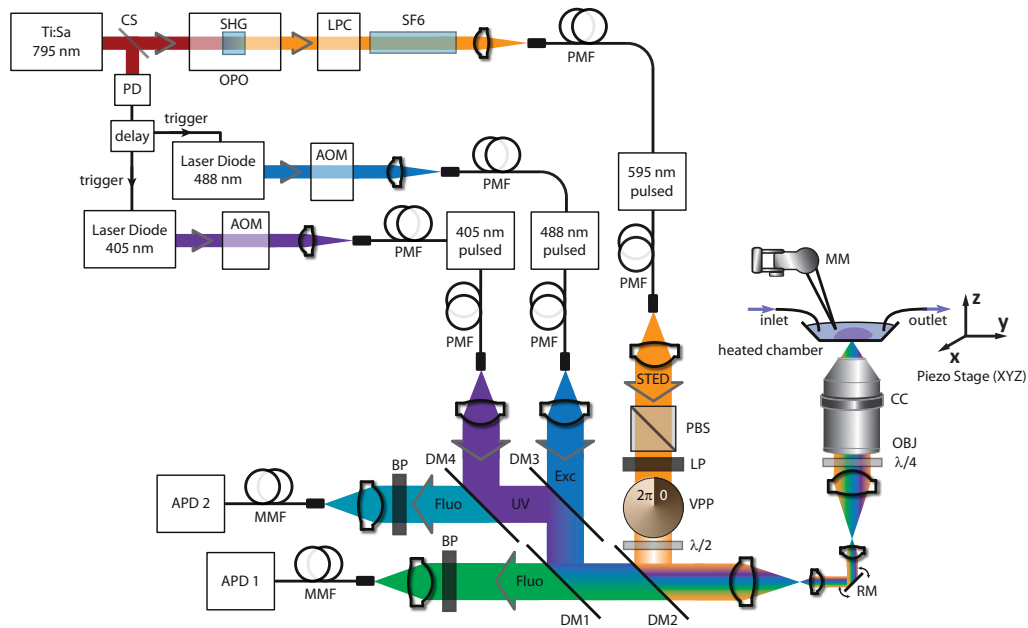 Ti:Sa
795 nm
CS
SHG
OPO
LPC
SF6
PMF
PD
delay
trigger
trigger
Laser Diode
488 nm
AOM
PMF
595 nm
pulsed
Laser Diode
405 nm
AOM
PMF
405 nm
pulsed
488 nm
pulsed
PMF
PMF
PMF
MM
inlet
outlet
heated chamber
z
y
x
Piezo Stage (XYZ)
STED
CC
PBS
OBJ
λ/4
LP
DM4
DM3
Exc
2π
0
VPP
BP
APD 2
MMF
Fluo
UV
λ/2
BP
APD 1
MMF
Fluo
RM
DM1
DM2